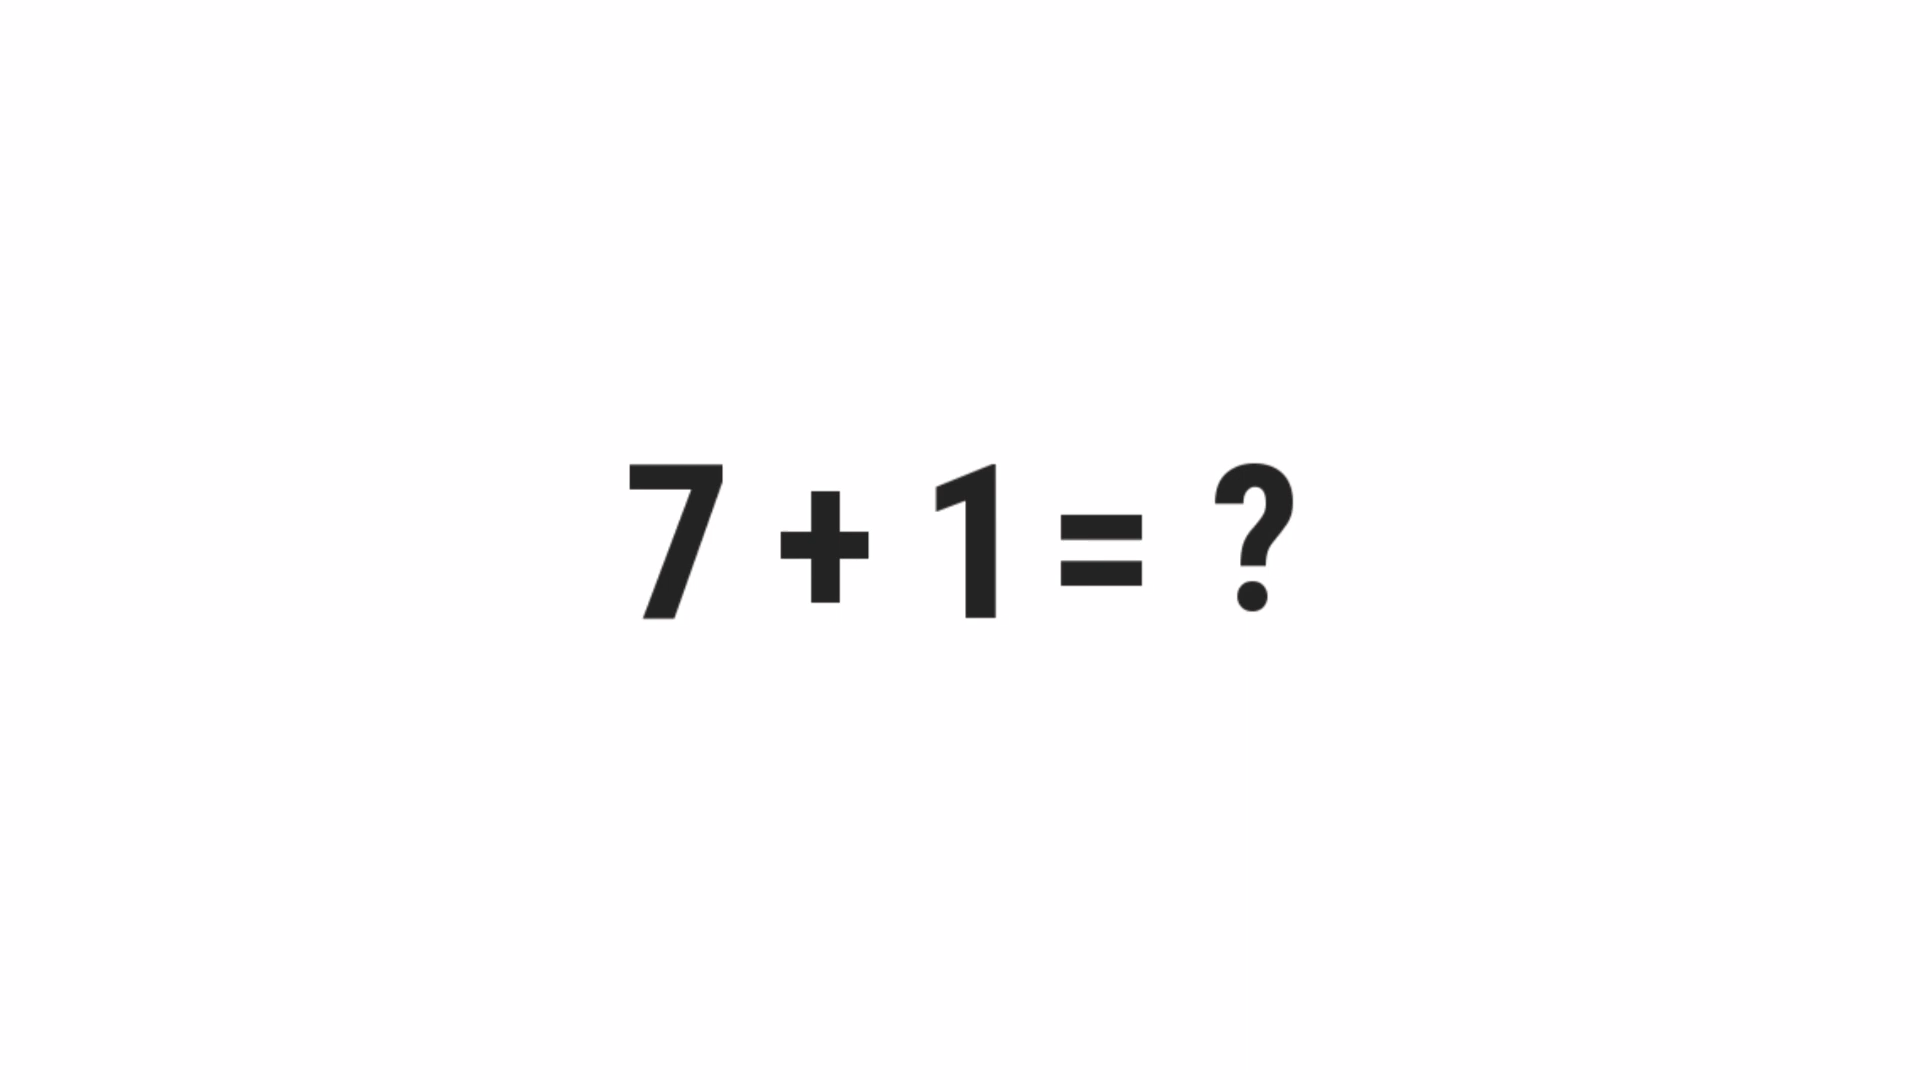 7 + 1 = ?